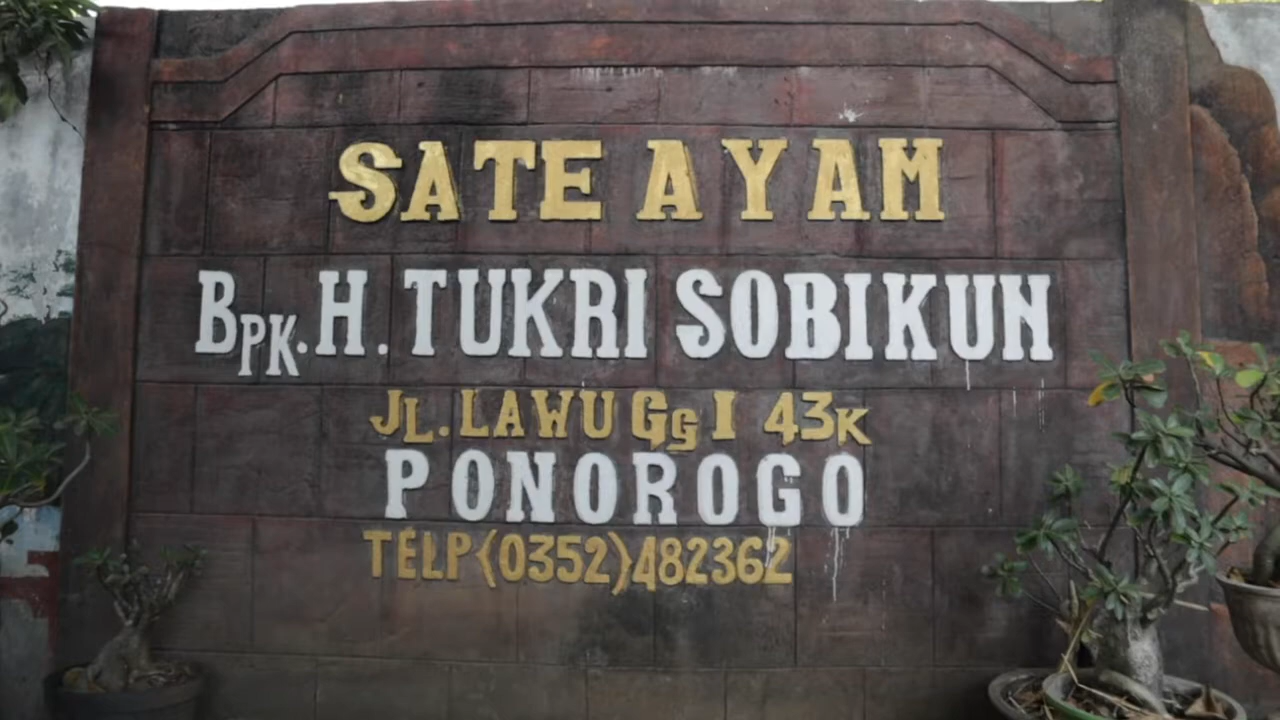 SATE AYAM
BPK. H. TUKRI SOBIKUN
JL. LAWU GG I 43K
PONOROGO
TELP (0352) 482362